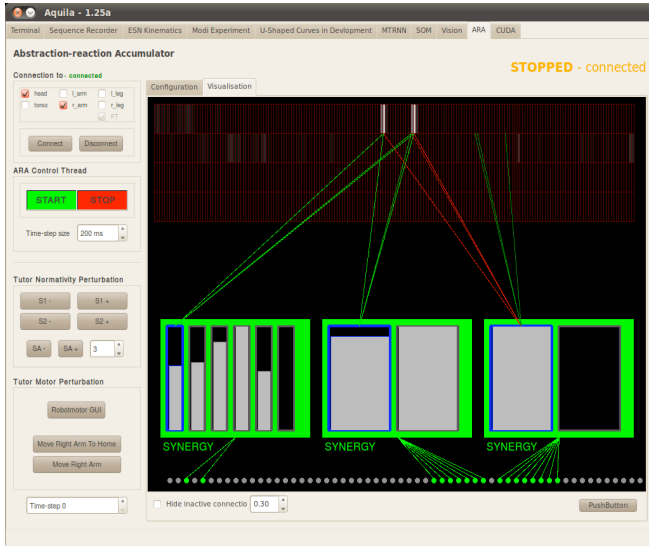 Aquila - 1.25a
Terminal Sequence Recorder ESN Kinematics Modi Experiment U-Shaped Curves in Devlopment MTRNN SOM Vision ARA CUDA
Abstraction-reaction Accumulator
STOPPED - connected
Connection to - connected
head l_arm l_leg
torso r_arm r_leg
FT
Connect Disconnect
Configuration Visualisation
ARA Control Thread
START STOP
Time-step size 200 ms
Tutor Normativity Perturbation
S1 - S1 +
S2 - S2 +
SA - SA + 3
Tutor Motor Perturbation
Robotmotor GUI
Move Right Arm To Home
Move Right Arm
Time-step 0
SYNERGY SYNERGY SYNERGY
Hide inactive connectio 0.30
PushButton